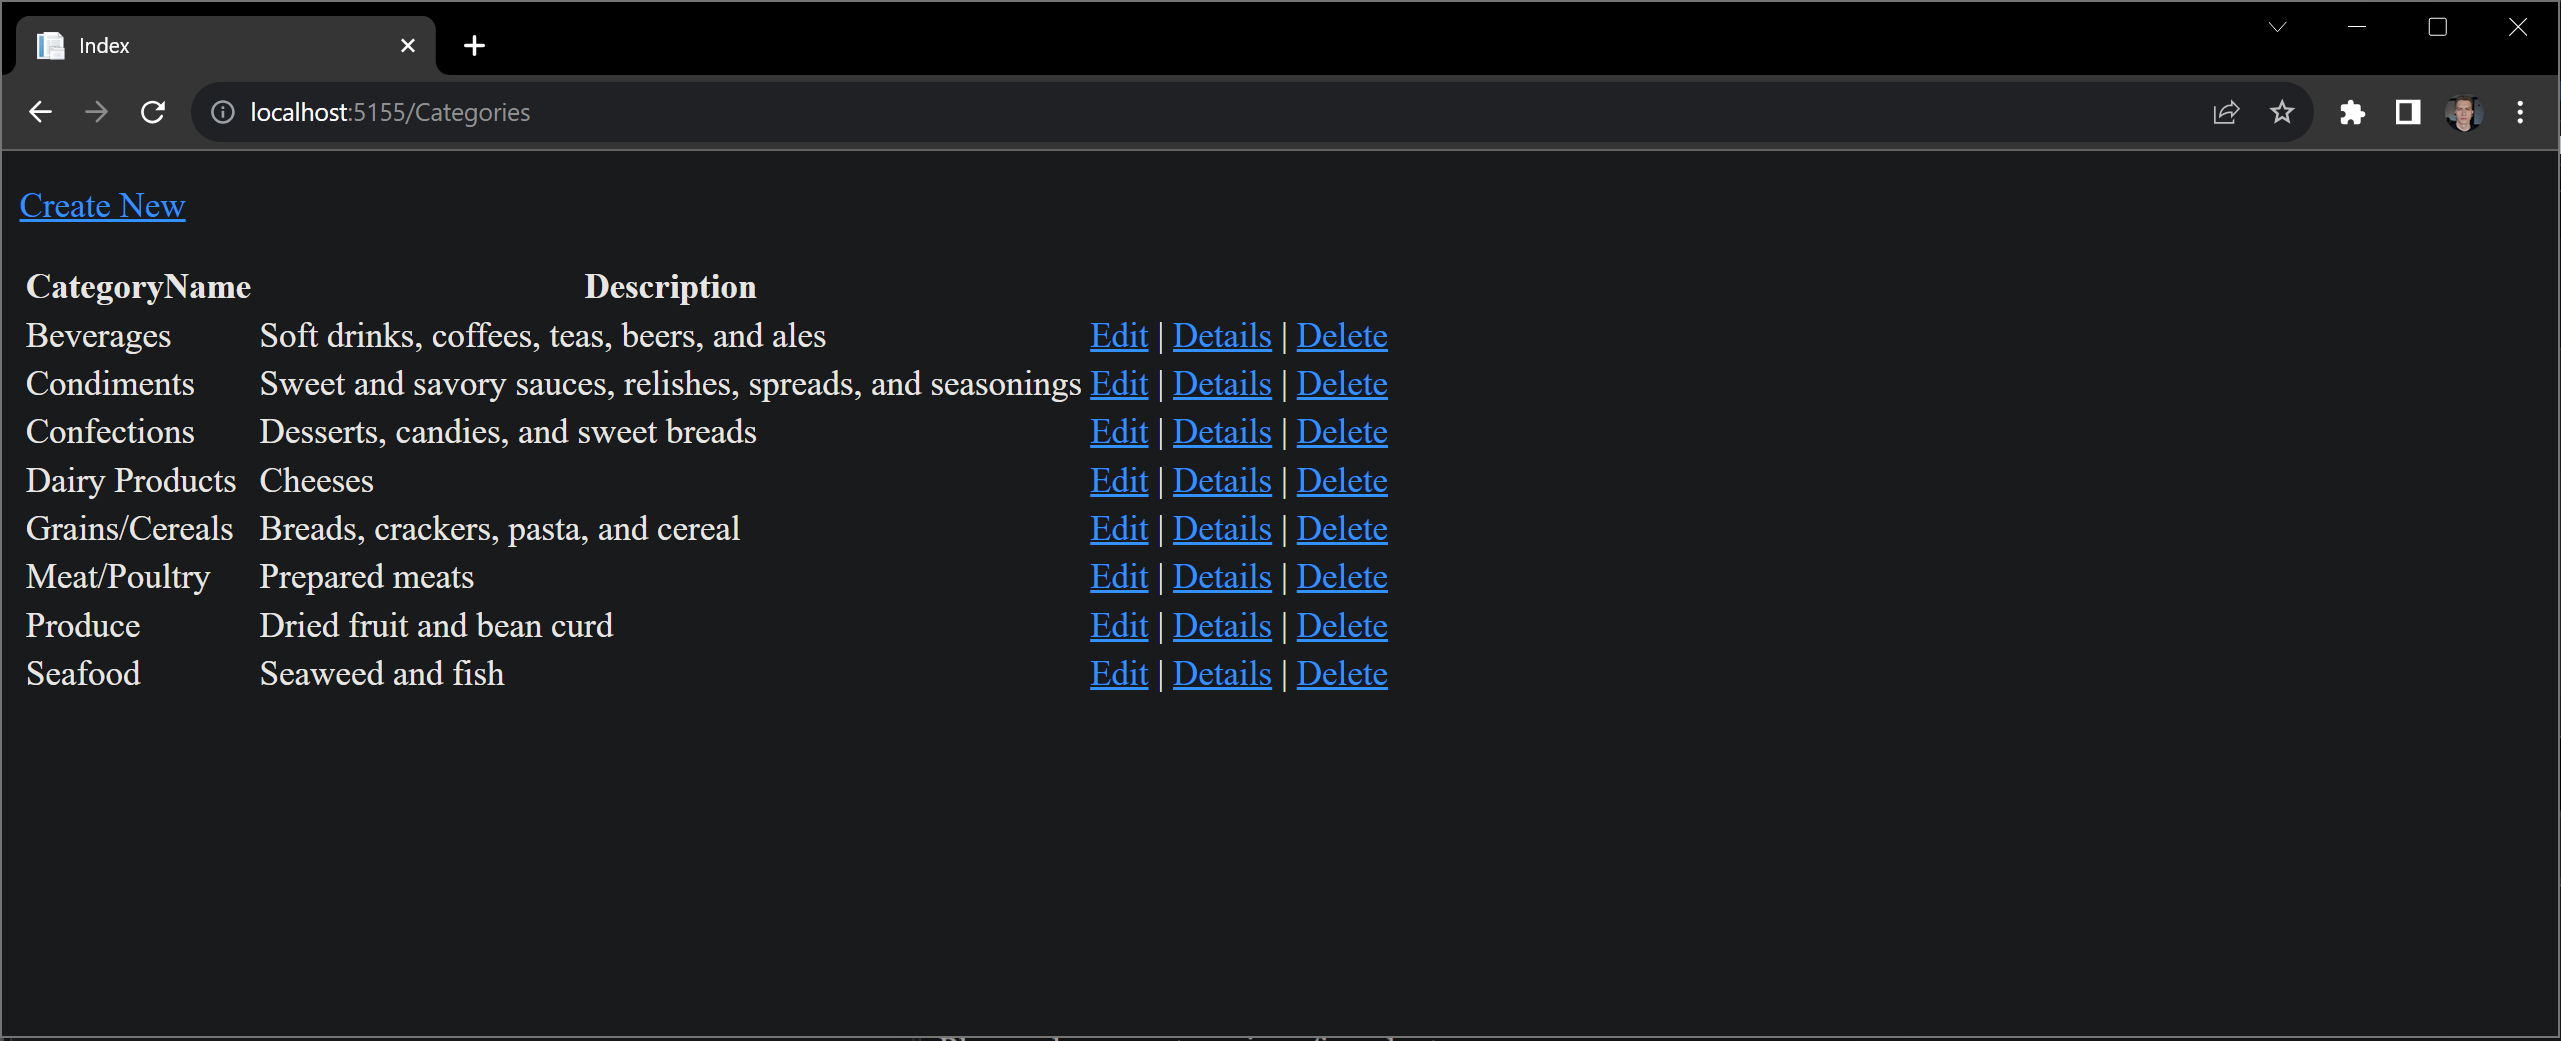 Index
localhost:5155/Categories
Create New
CategoryName Description
Beverages Soft drinks, coffees, teas, beers, and ales Edit | Details | Delete
Condiments Sweet and savory sauces, relishes, spreads, and seasonings Edit | Details | Delete
Confections Desserts, candies, and sweet breads Edit | Details | Delete
Dairy Products Cheeses Edit | Details | Delete
Grains/Cereals Breads, crackers, pasta, and cereal Edit | Details | Delete
Meat/Poultry Prepared meats Edit | Details | Delete
Produce Dried fruit and bean curd Edit | Details | Delete
Seafood Seaweed and fish Edit | Details | Delete